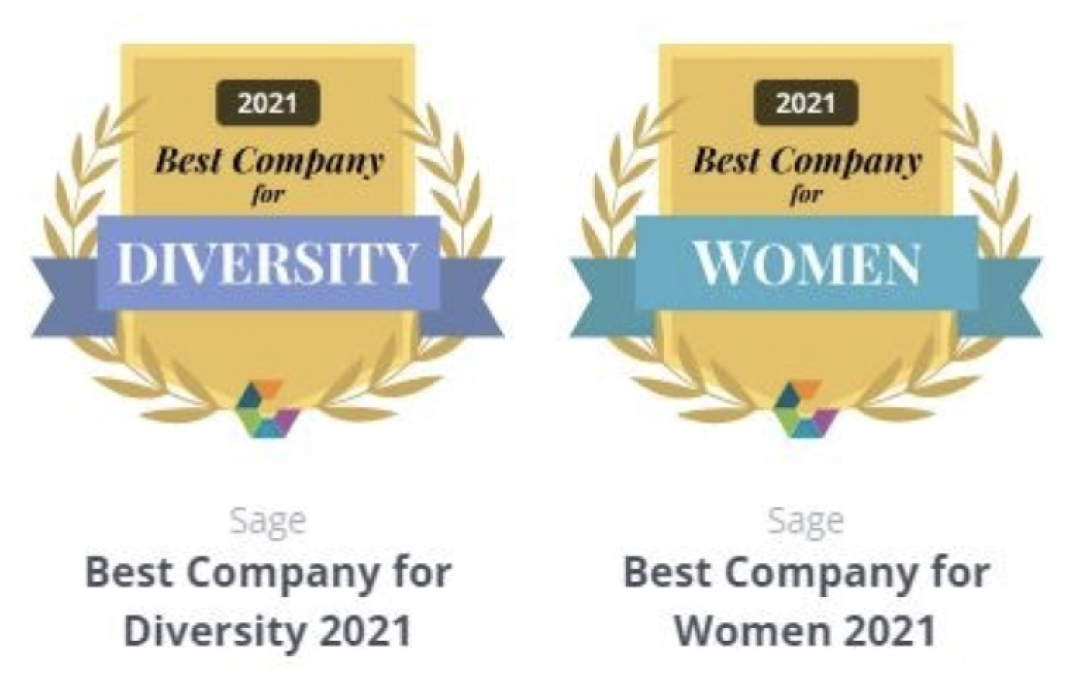 2021
Best Company
for
DIVERSITY
Sage
Best Company for
Diversity 2021
2021
Best Company
for
WOMEN
Sage
Best Company for
Women 2021